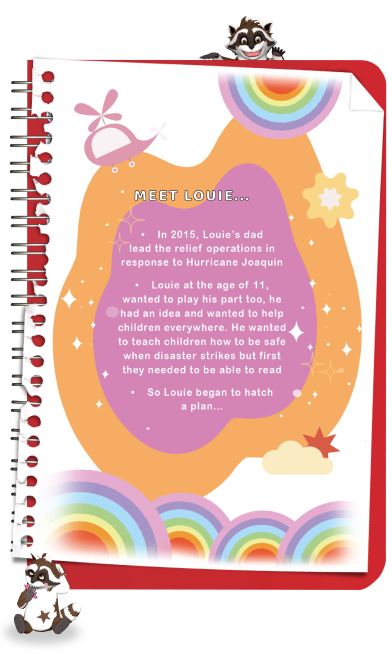 MEET LOUIE...
• In 2015, Louie's dad
lead the relief operations in
response to Hurricane Joaquin
• Louie at the age of 11,
wanted to play his part too, he
had an idea and wanted to help
children everywhere. He wanted
to teach children how to be safe
when disaster strikes but first
they needed to be able to read
• So Louie began to hatch
a plan...